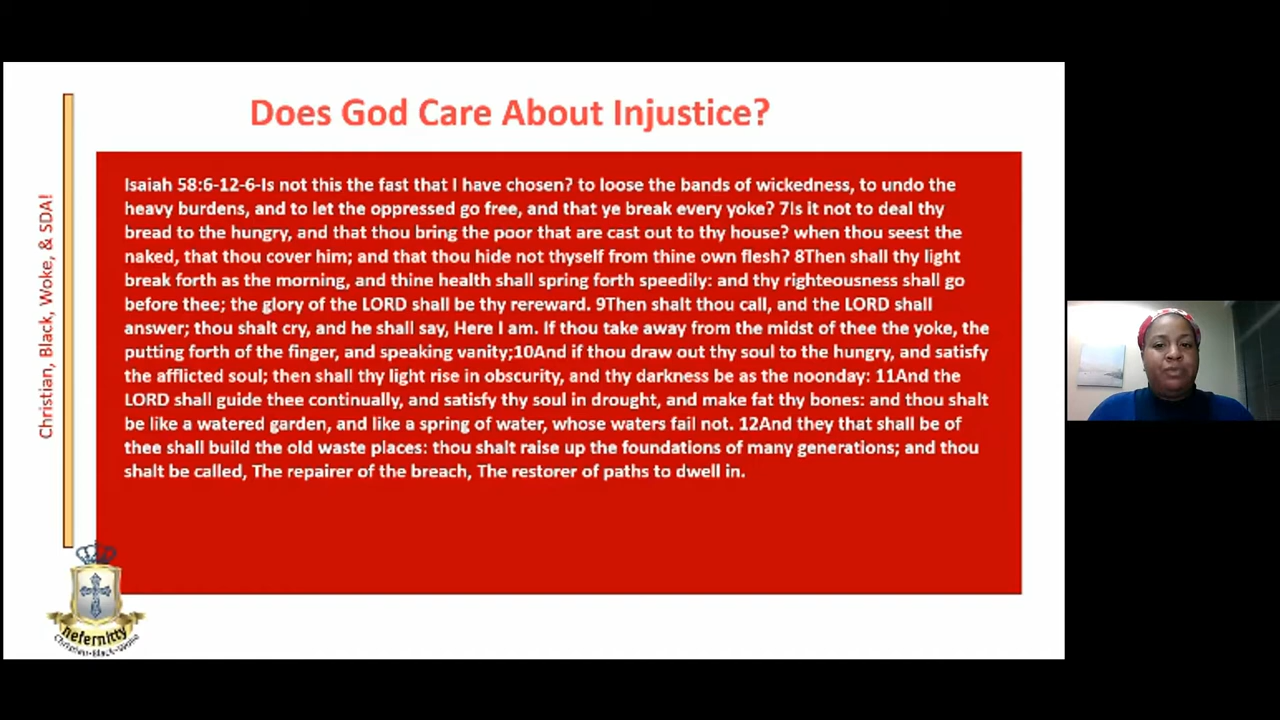 Does God Care About Injustice?
Isaiah 58:6-12-6-Is not this the fast that I have chosen? to loose the bands of wickedness, to undo the
heavy burdens, and to let the oppressed go free, and that ye break every yoke? 7Is it not to deal thy
bread to the hungry, and that thou bring the poor that are cast out to thy house? when thou seest the
naked, that thou cover him; and that thou hide not thyself from thine own flesh? 8Then shall thy light
break forth as the morning, and thine health shall spring forth speedily: and thy righteousness shall go
before thee; the glory of the LORD shall be thy rereward. 9Then shalt thou call, and the LORD shall
answer; thou shalt cry, and he shall say, Here I am. If thou take away from the midst of thee the yoke, the
putting forth of the finger, and speaking vanity;10And if thou draw out thy soul to the hungry, and satisfy
the afflicted soul; then shall thy light rise in obscurity, and thy darkness be as the noonday: 11And the
LORD shall guide thee continually, and satisfy thy soul in drought, and make fat thy bones: and thou shalt
be like a watered garden, and like a spring of water, whose waters fail not. 12And they that shall be of
thee shall build the old waste places: thou shalt raise up the foundations of many generations; and thou
shalt be called, The repairer of the breach, The restorer of paths to dwell in.
Christian, Black, Woke, & SDA!
nefernitty
Christian•Black•Woke